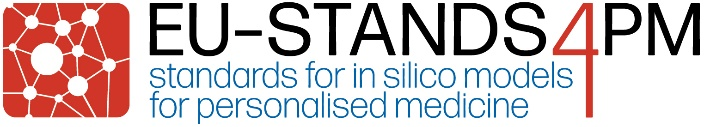 EU-STANDS4PM
standards for in silico models
for personalised medicine